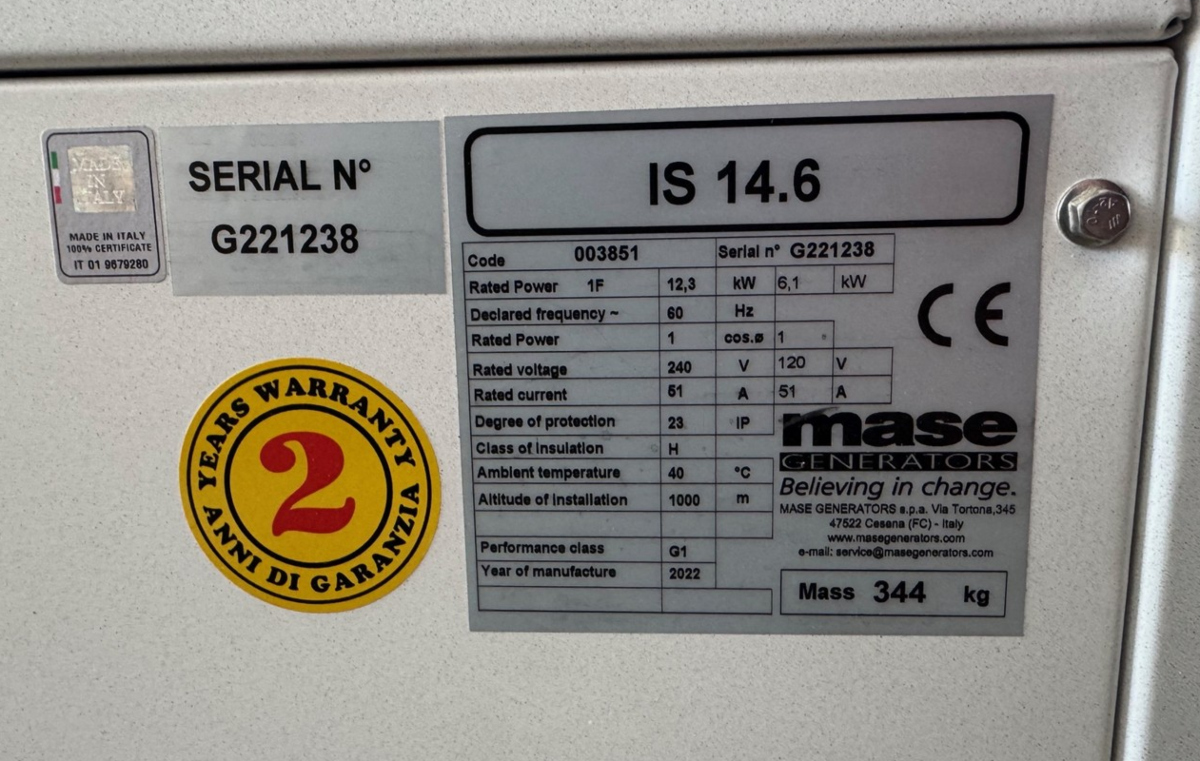 MADE
IN
ITALY
MADE IN ITALY
100% CERTIFICATE
IT 01 9679280
SERIAL N°
G221238
IS 14.6
Code 003851 Serial n° G221238
Rated Power 1F 12,3 kW 6,1 kW
Declared frequency ~ 60 Hz
Rated Power 1 cos.ø 1
Rated voltage 240 V 120 V
Rated current 51 A 51 A
Degree of protection 23 IP
Class of Insulation H
Ambient temperature 40 °C
Altitude of Installation 1000 m
Performance class G1
Year of manufacture 2022
CE
mase
GENERATORS
Believing in change.
MASE GENERATORS s.p.a. Via Tortona,345
47522 Cesena (FC) - Italy
www.masegenerators.com
e-mail: service@masegenerators.com
Mass 344 kg
YEARS WARRANTY
2
ANNI DI GARANZIA